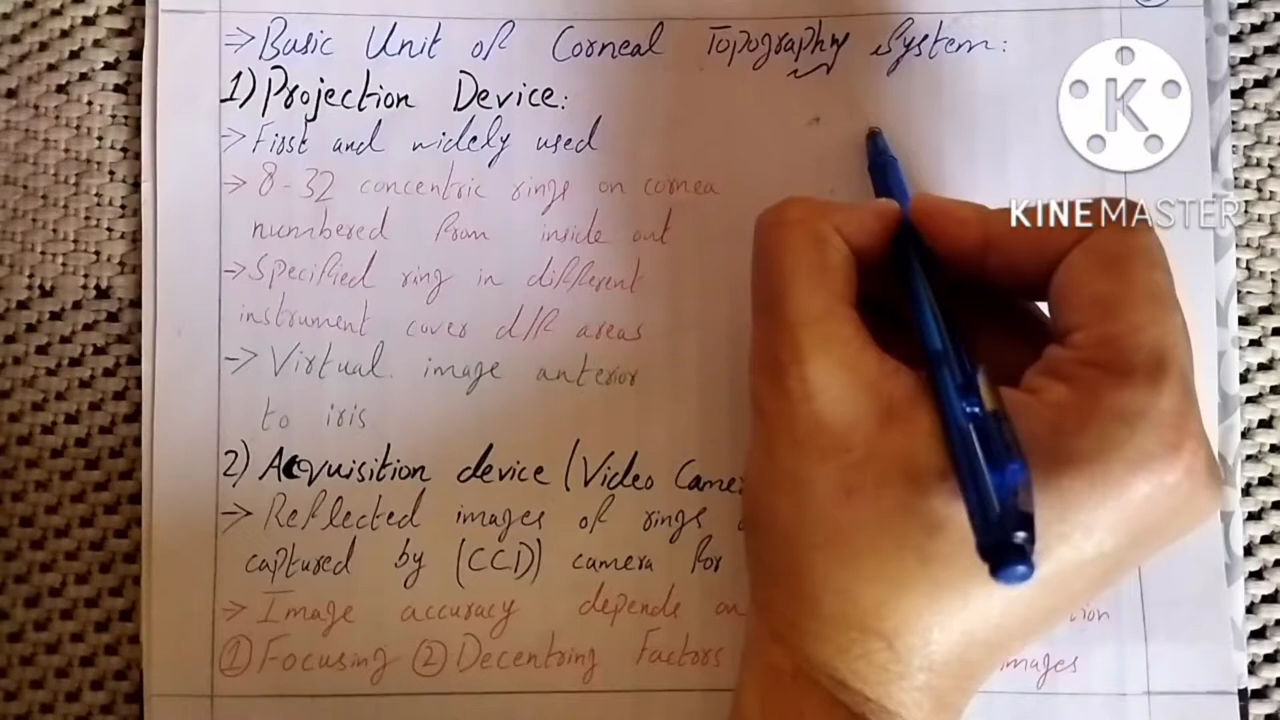 ⇒ Basic Unit of Corneal Topography System:
1) Projection Device:
→ First and widely used
→ 8-32 concentric rings on cornea
numbered from inside out
→ Specified ring in different
instrument cover d/R areas
→ Virtual. image anterior
to iris
2) Acquisition device (Video Came
→ Reflected images of rings
captured by (CCD) camera for
→ Image accuracy depends on
① Focusing ② Decentring Factors images
K
KINEMASTER